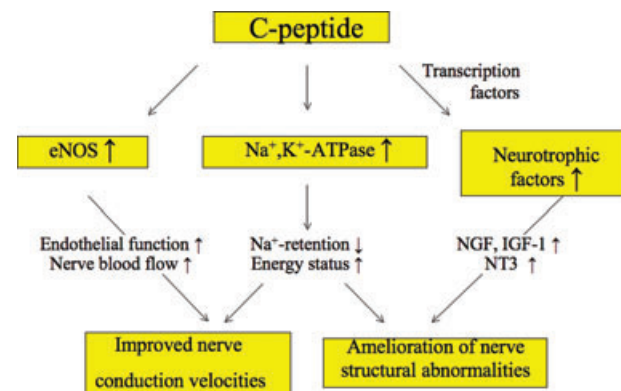 C-peptide
Transcription
factors
eNOS ↑
Na⁺,K⁺-ATPase ↑
Neurotrophic
factors ↑
Endothelial function ↑
Nerve blood flow ↑
Na⁺-retention ↓
Energy status ↑
NGF, IGF-1 ↑
NT3 ↑
Improved nerve
conduction velocities
Amelioration of nerve
structural abnormalities